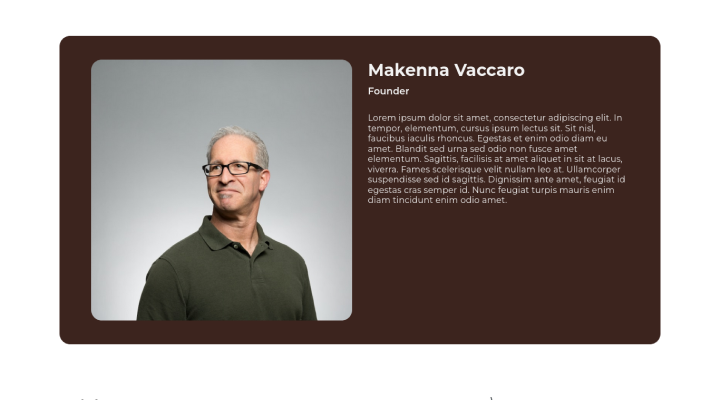 Makenna Vaccaro
Founder
Lorem ipsum dolor sit amet, consectetur adipiscing elit. In
tempor, elementum, cursus ipsum lectus sit. Sit nisl,
faucibus iaculis rhoncus. Egestas et enim odio diam eu
amet. Blandit sed urna sed odio non fusce amet
elementum. Sagittis, facilisis at amet aliquet in sit at lacus,
viverra. Fames scelerisque velit nullam leo at. Ullamcorper
suspendisse sed id sagittis. Dignissim ante amet, feugiat id
egestas cras semper id. Nunc feugiat turpis mauris enim
diam tincidunt enim odio amet.